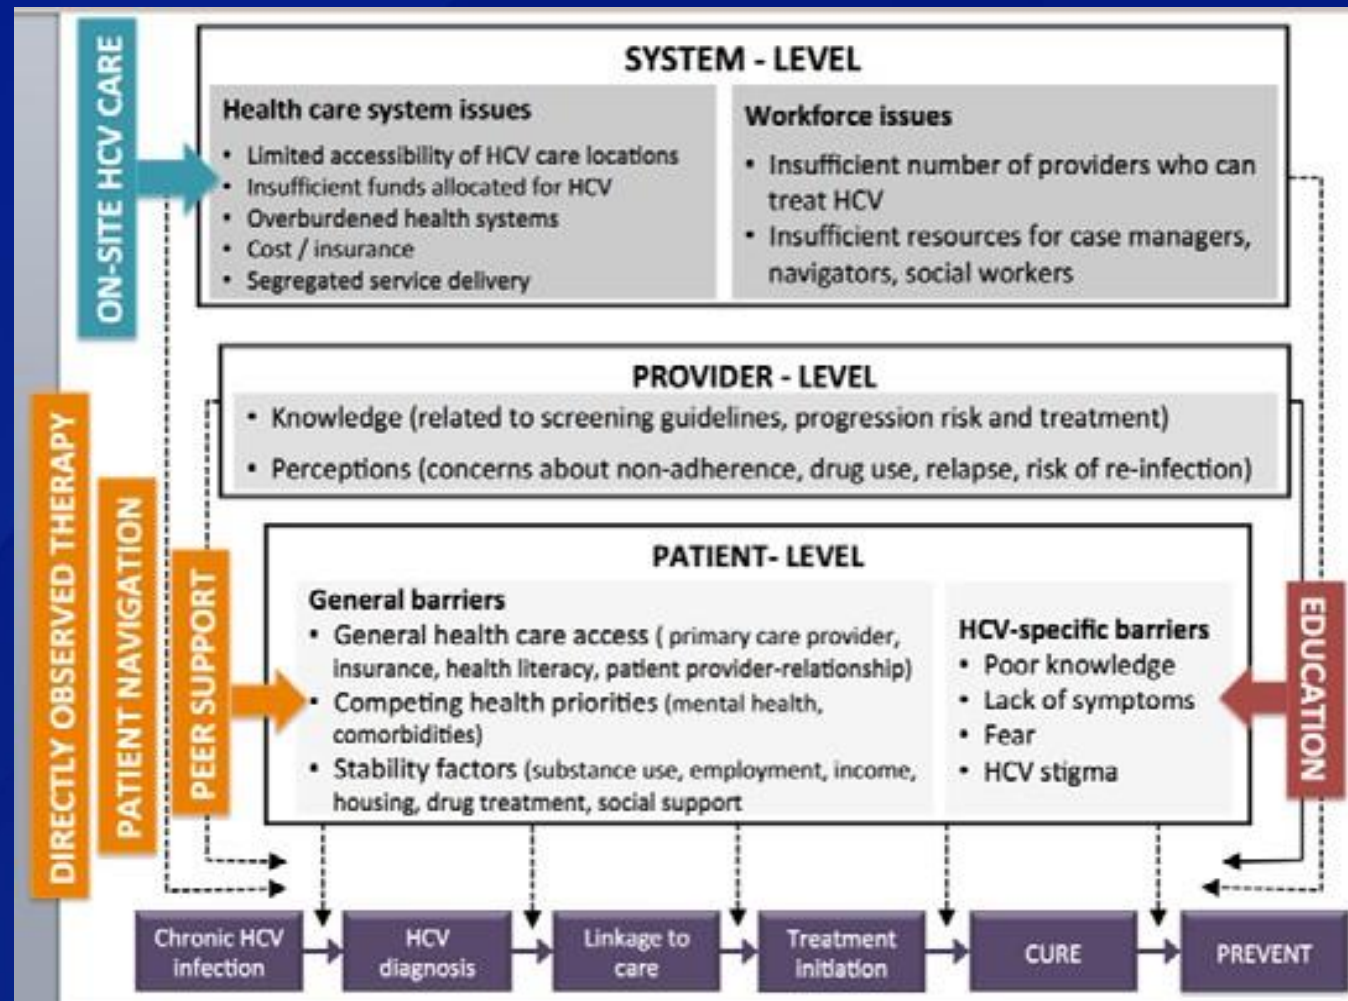 ON-SITE HCV CARE
SYSTEM - LEVEL
Health care system issues
• Limited accessibility of HCV care locations
• Insufficient funds allocated for HCV
• Overburdened health systems
• Cost / insurance
• Segregated service delivery
Workforce issues
• Insufficient number of providers who can
treat HCV
• Insufficient resources for case managers,
navigators, social workers
PROVIDER - LEVEL
• Knowledge (related to screening guidelines, progression risk and treatment)
• Perceptions (concerns about non-adherence, drug use, relapse, risk of re-infection)
DIRECTLY OBSERVED THERAPY
PATIENT NAVIGATION
PEER SUPPORT
PATIENT- LEVEL
General barriers
• General health care access ( primary care provider,
insurance, health literacy, patient provider-relationship)
• Competing health priorities (mental health,
comorbidities)
• Stability factors (substance use, employment, income,
housing, drug treatment, social support
HCV-specific barriers
• Poor knowledge
• Lack of symptoms
• Fear
• HCV stigma
EDUCATION
Chronic HCV
infection
HCV
diagnosis
Linkage to
care
Treatment
initiation
CURE
PREVENT